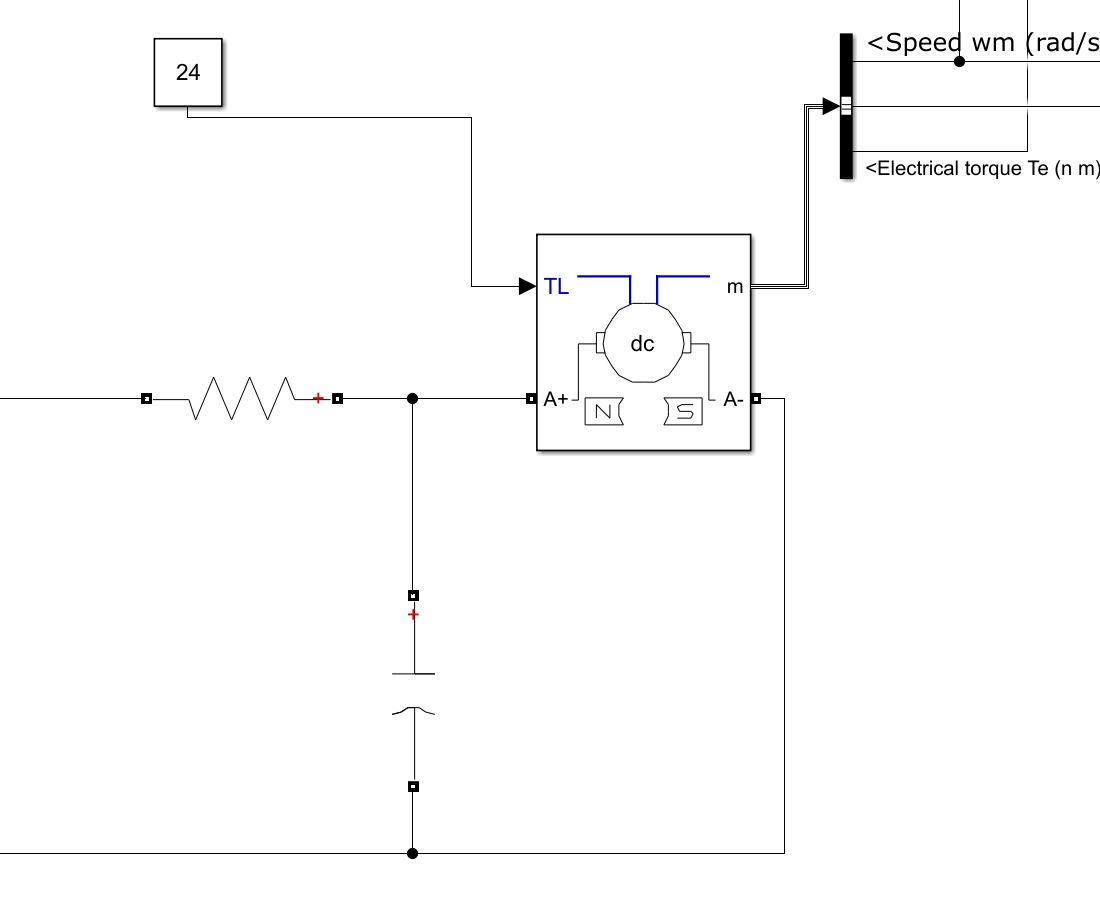 24
<Speed wm (rad/s
<Electrical torque Te (n m)
TL
m
dc
A+
A-
N
S